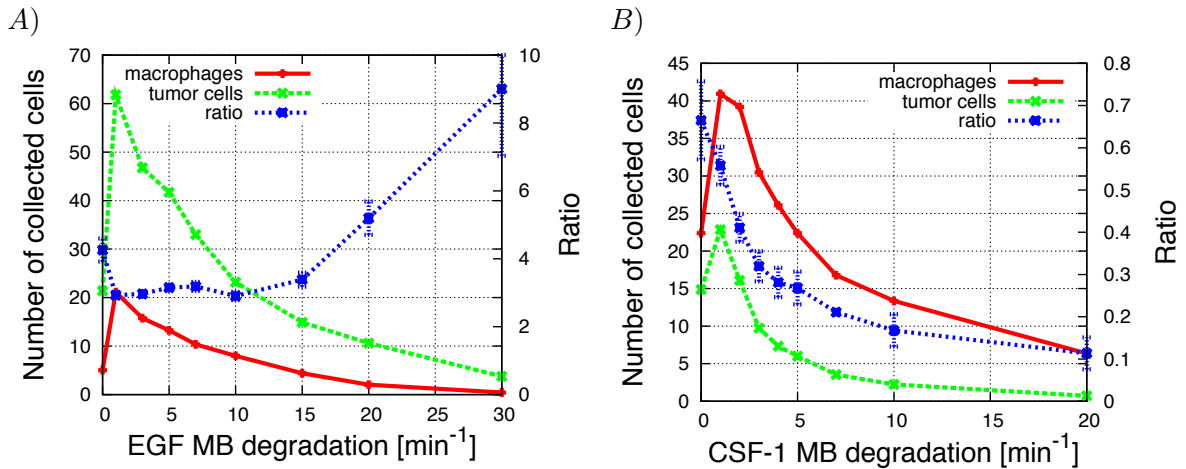 A)
70
60
50
40
30
20
10
0
Number of collected cells
macrophages
tumor cells
ratio
10
8
6
4
2
0
Ratio
0 5 10 15 20 25 30
EGF MB degradation [min-1]
B)
45
40
35
30
25
20
15
10
5
0
Number of collected cells
macrophages
tumor cells
ratio
0.8
0.7
0.6
0.5
0.4
0.3
0.2
0.1
0
Ratio
0 5 10 15 20
CSF-1 MB degradation [min-1]